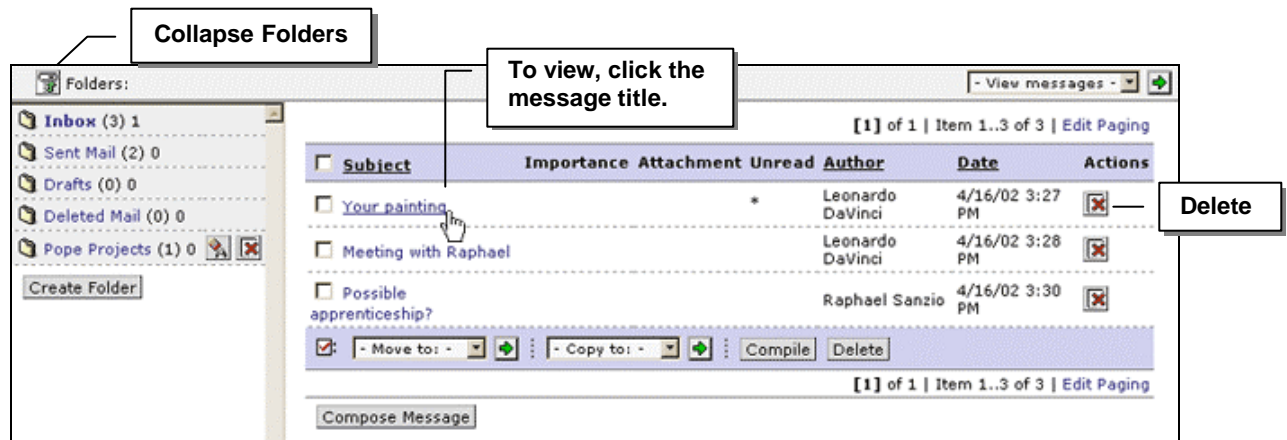 Collapse Folders
To view, click the
message title.
Folders:
- View messages -
Inbox (3) 1
Sent Mail (2) 0
Drafts (0) 0
Deleted Mail (0) 0
Pope Projects (1) 0
Create Folder
[1] of 1 | Item 1..3 of 3 | Edit Paging
Subject Importance Attachment Unread Author Date Actions
Your painting * Leonardo DaVinci 4/16/02 3:27 PM
Delete
Meeting with Raphael Leonardo DaVinci 4/16/02 3:28 PM
Possible apprenticeship? Raphael Sanzio 4/16/02 3:30 PM
: - Move to: - - Copy to: - Compile Delete
[1] of 1 | Item 1..3 of 3 | Edit Paging
Compose Message